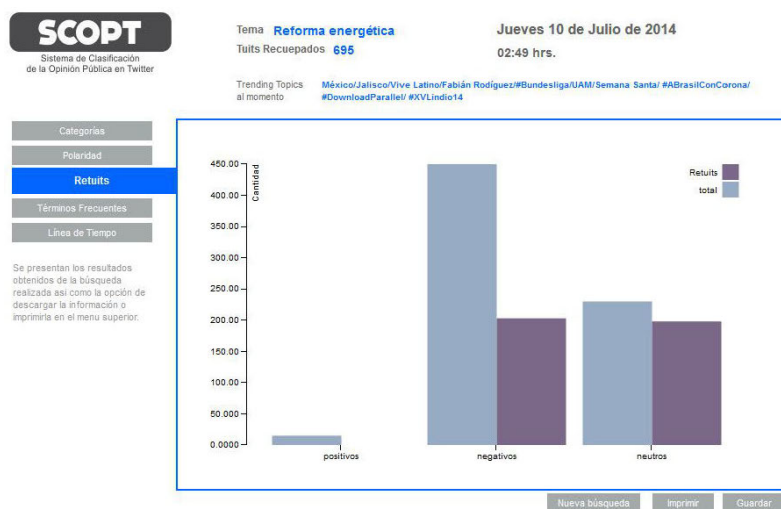 SCOPT
Sistema de Clasificación
de la Opinión Pública en Twitter
Tema Reforma energética
Tuits Recuepados 695
Jueves 10 de Julio de 2014
02:49 hrs.
Trending Topics
al momento
México/Jalisco/Vive Latino/Fabián Rodíguez/#Bundesliga/UAM/Semana Santa/ #ABrasilConCorona/
#DownloadParallel/ #XVLindio14
Categorías
Polaridad
Retuits
Términos Frecuentes
Línea de Tiempo
Se presentan los resultados
obtenidos de la búsqueda
realizada asi como la opción de
descargar la información o
imprimirla en el menu superior.
Cantidad
450.00
400.00
350.00
300.00
250.00
200.00
150.00
100.00
50.000
0.0000
positivos
negativos
neutros
Retuits
total
Nueva búsqueda
Imprimir
Guardar